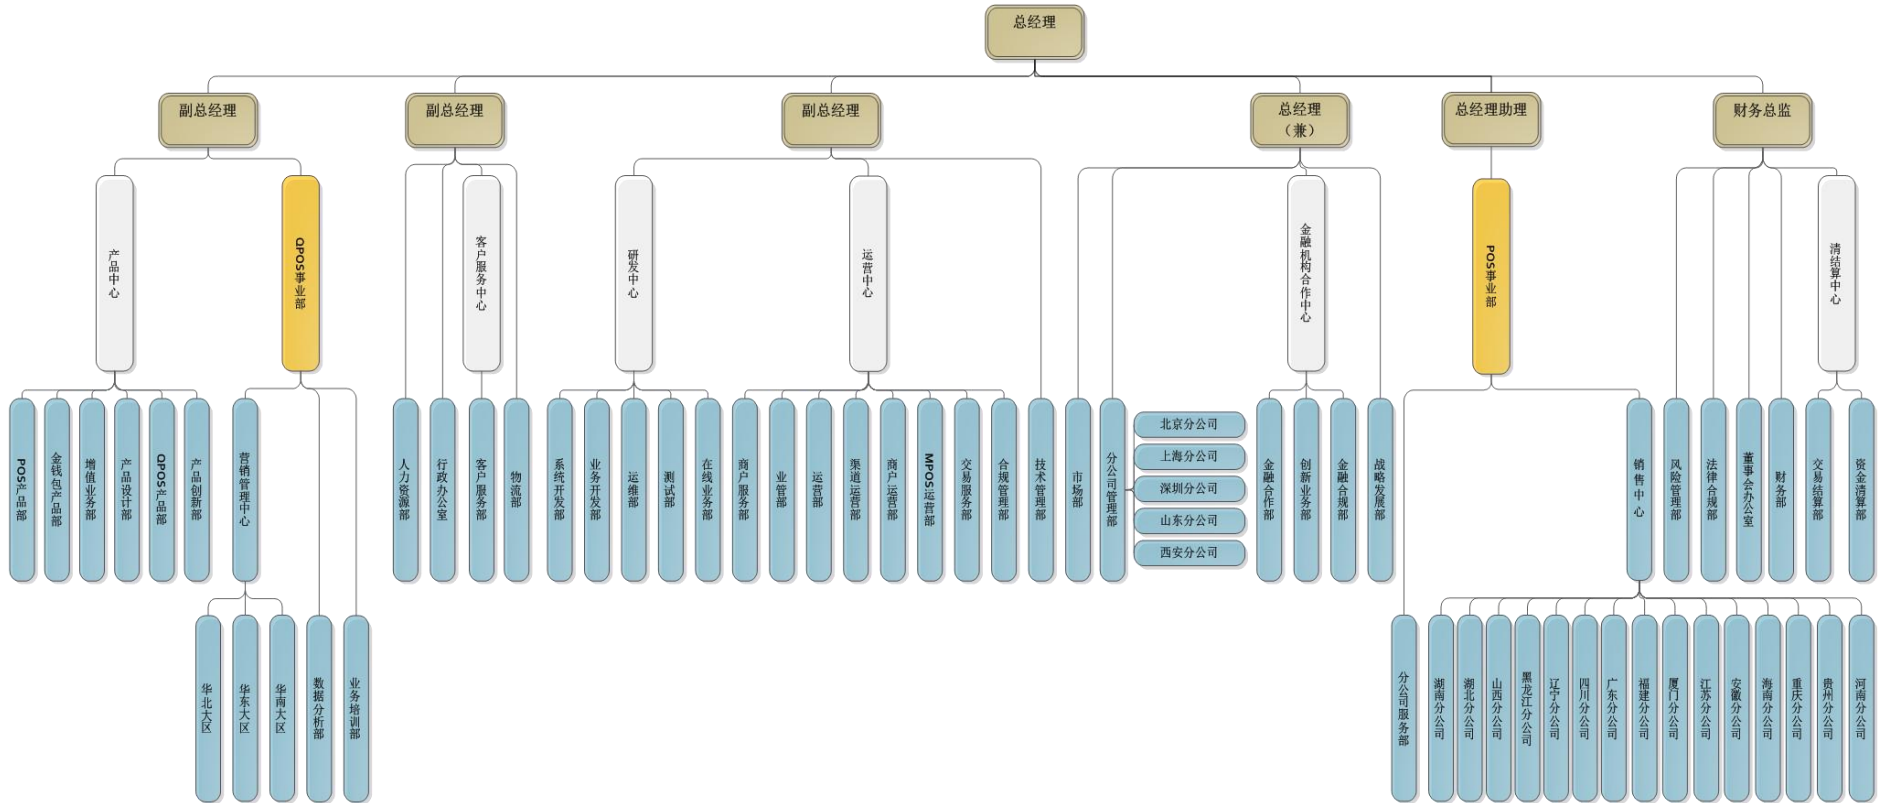 总经理
副总经理
副总经理
副总经理
总经理
（兼）
总经理助理
财务总监
产品中心
QPOS事业部
客户服务中心
研发中心
运营中心
金融机构合作中心
POS事业部
清结算中心
POS产品部
金钱包产品部
增值业务部
产品设计部
QPOS产品部
产品创新部
营销管理中心
人力资源部
行政办公室
客户服务部
物流部
系统开发部
业务开发部
运维部
测试部
在线业务部
商户服务部
业管部
运营部
渠道运营部
商户运营部
MPOS运营部
交易服务部
合规管理部
技术管理部
市场部
分公司管理部
北京分公司
上海分公司
深圳分公司
山东分公司
西安分公司
金融合作部
创新业务部
金融合规部
战略发展部
销售中心
风险管理部
法律合规部
董事会办公室
财务部
交易结算部
资金清算部
华北大区
华东大区
华南大区
数据分析部
业务培训部
分公司服务部
湖南分公司
湖北分公司
山西分公司
黑龙江分公司
辽宁分公司
四川分公司
广东分公司
福建分公司
厦门分公司
江苏分公司
安徽分公司
海南分公司
重庆分公司
贵州分公司
河南分公司